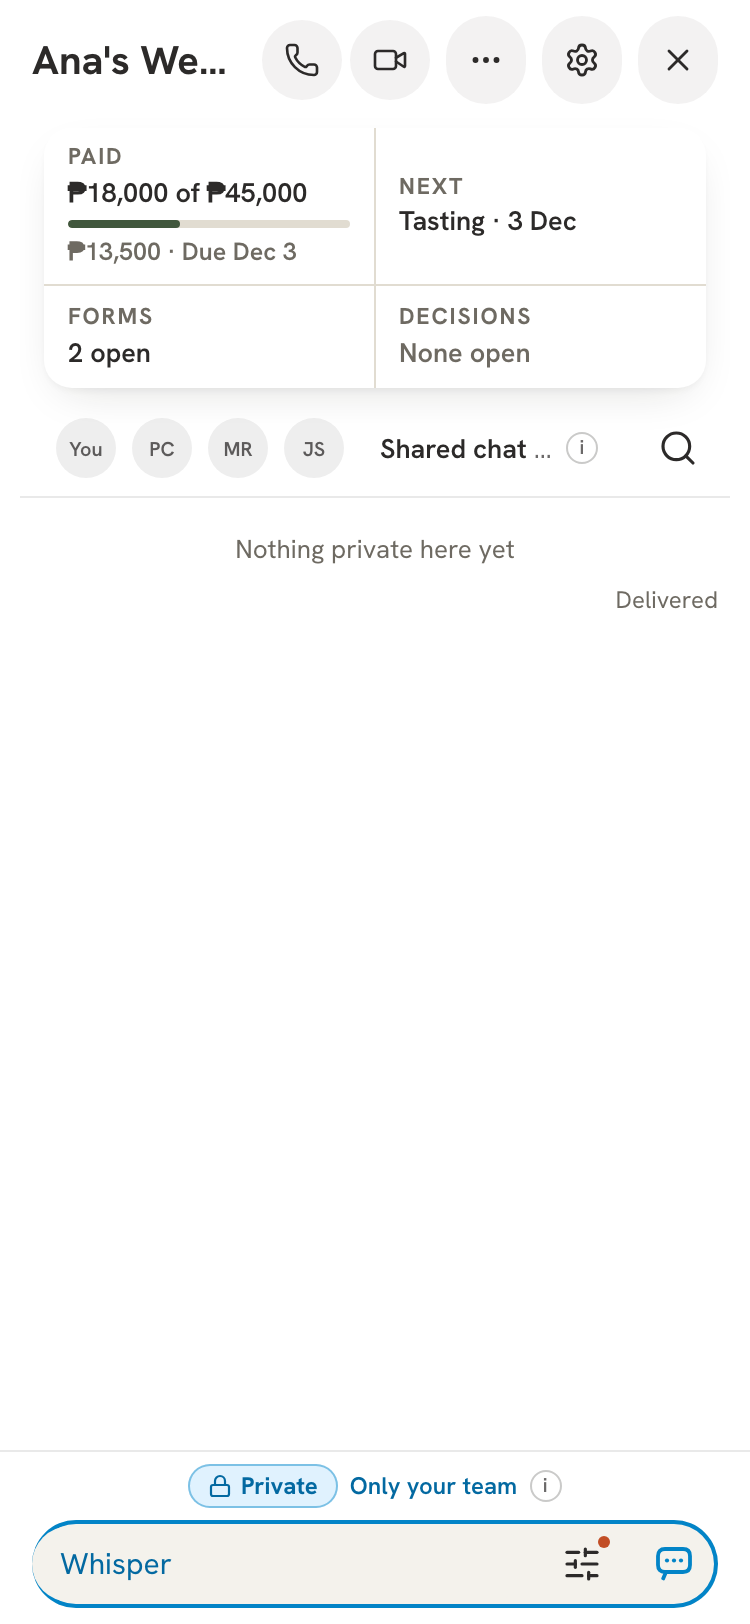 Ana's We...
PAID
₱18,000 of ₱45,000
₱13,500 · Due Dec 3
NEXT
Tasting · 3 Dec
FORMS
2 open
DECISIONS
None open
You PC MR JS Shared chat ... i
Nothing private here yet
Delivered
Private Only your team i
Whisper